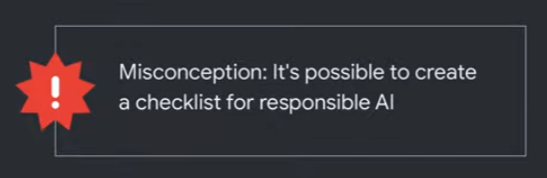 !
Misconception: It's possible to create
a checklist for responsible AI